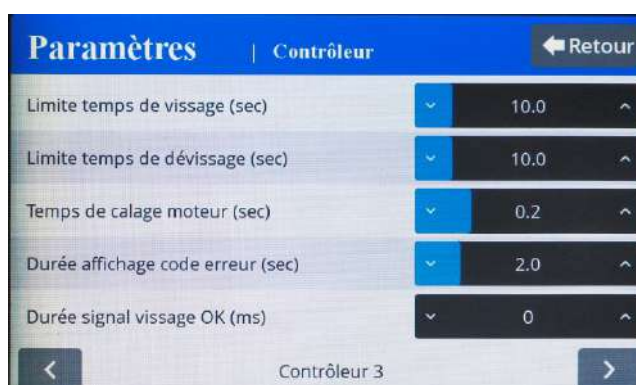 Paramètres | Contrôleur Retour
Limite temps de vissage (sec) 10.0
Limite temps de dévissage (sec) 10.0
Temps de calage moteur (sec) 0.2
Durée affichage code erreur (sec) 2.0
Durée signal vissage OK (ms) 0
Contrôleur 3